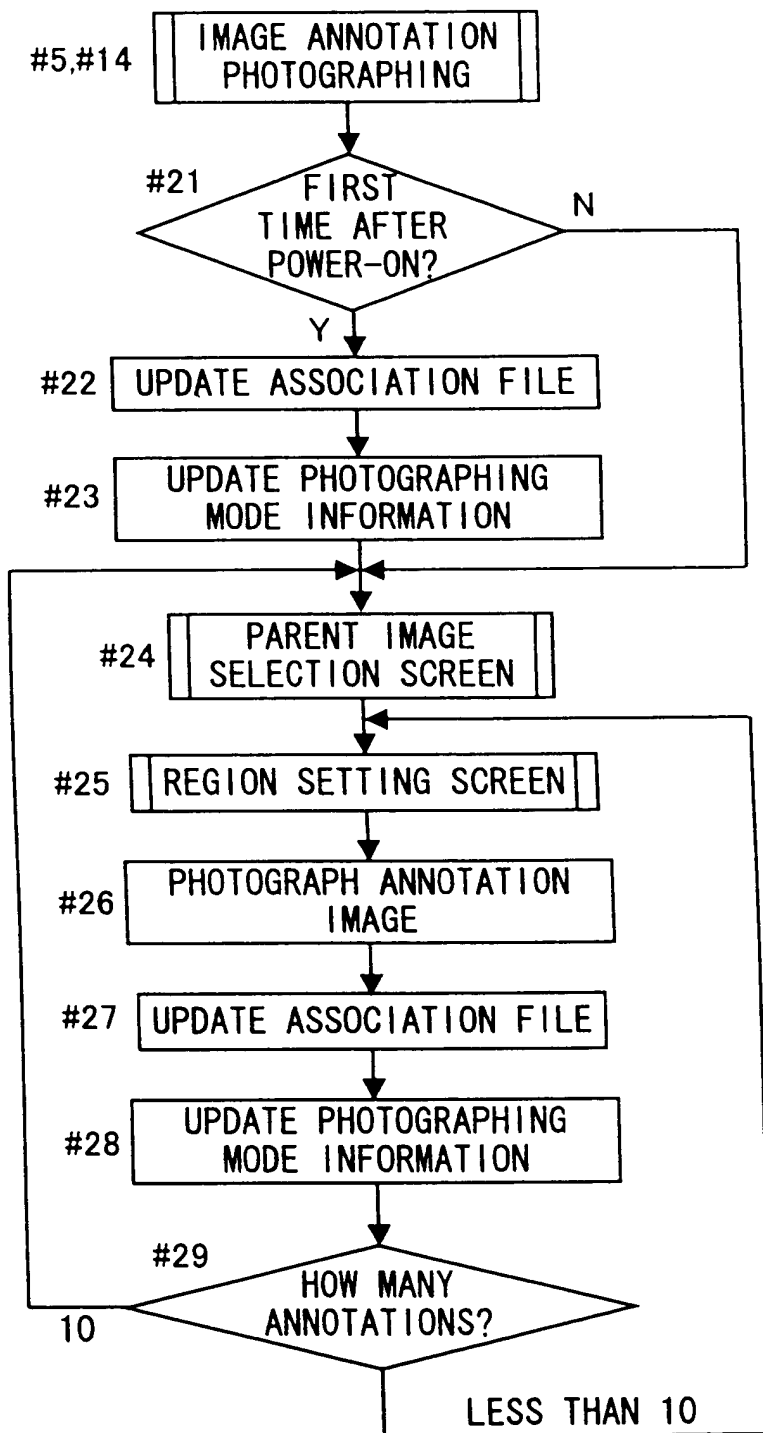 #5,#14
IMAGE ANNOTATION
PHOTOGRAPHING
#21
FIRST
TIME AFTER
POWER-ON?
N
Y
#22
UPDATE ASSOCIATION FILE
#23
UPDATE PHOTOGRAPHING
MODE INFORMATION
#24
PARENT IMAGE
SELECTION SCREEN
#25
REGION SETTING SCREEN
#26
PHOTOGRAPH ANNOTATION
IMAGE
#27
UPDATE ASSOCIATION FILE
#28
UPDATE PHOTOGRAPHING
MODE INFORMATION
#29
HOW MANY
ANNOTATIONS?
10
LESS THAN 10